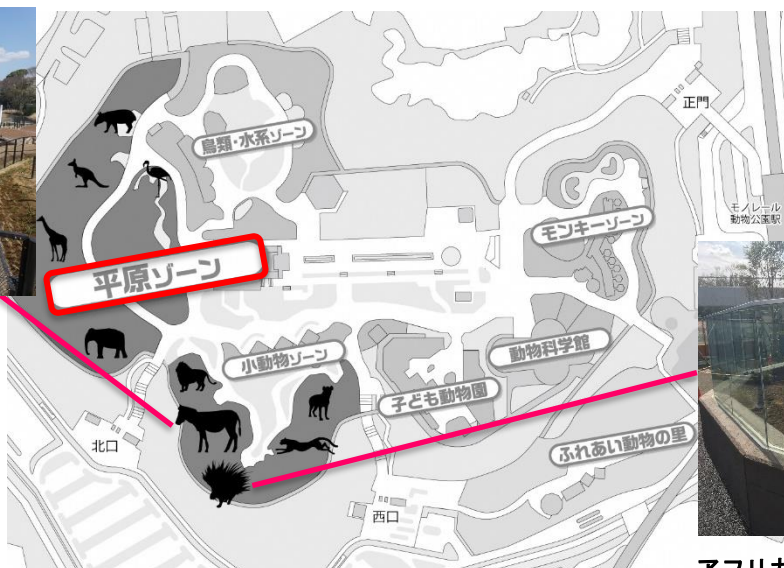 正門
鳥類・水系ゾーン
モノレール
動物公園駅
モンキーゾーン
平原ゾーン
動物科学館
小動物ゾーン
子ども動物園
北口
ふれあい動物の里
西口